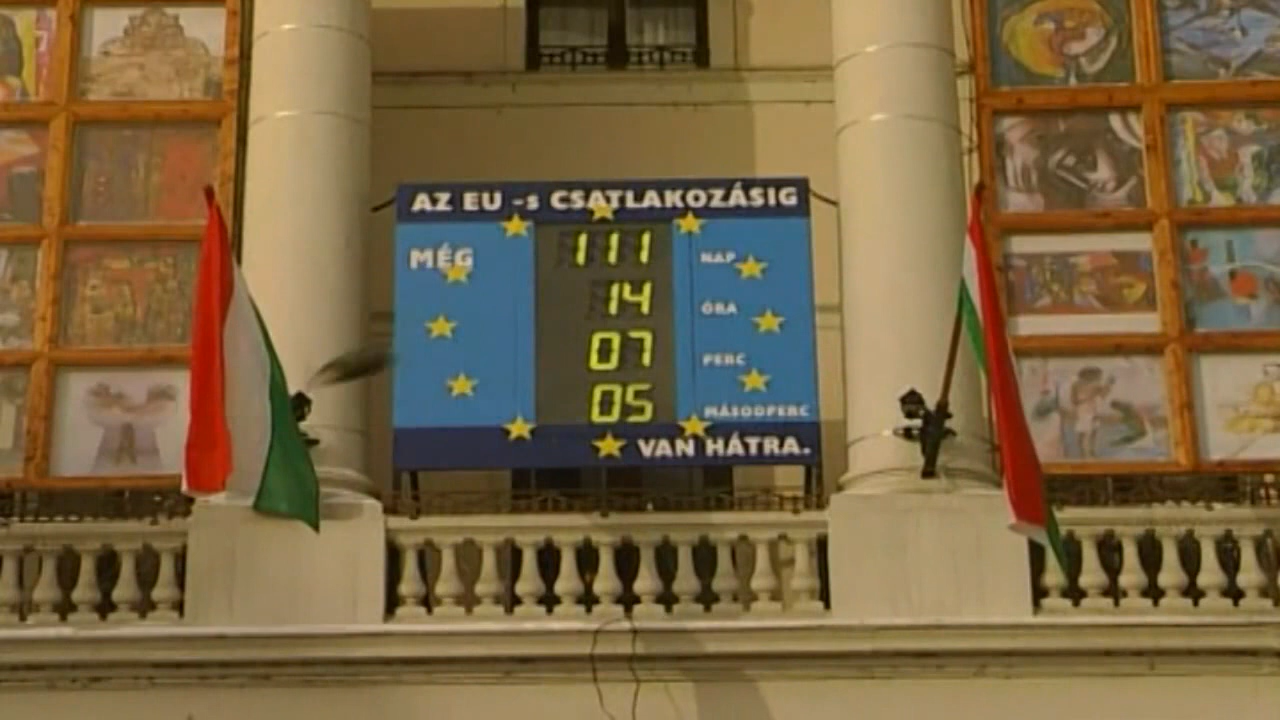 AZ EU -s CSATLAKOZÁSIG
MÉG 111 NAP
14 ÓRA
07 PERC
05 MÁSODPERC
VAN HÁTRA.